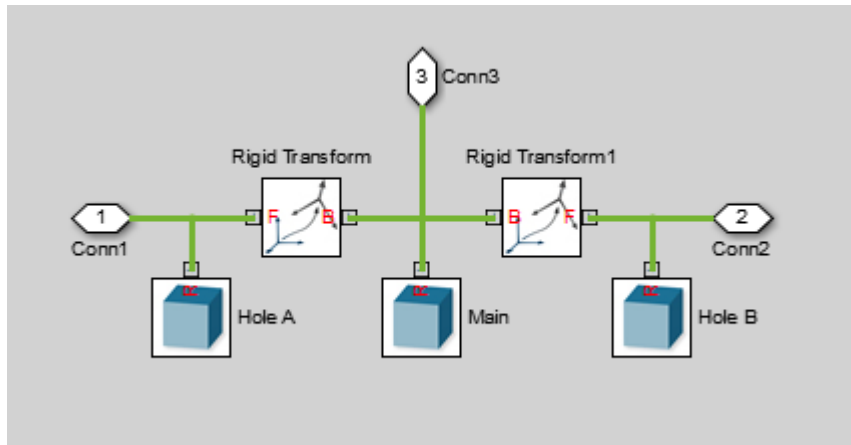 3 Conn3
Rigid Transform
Rigid Transform1
1
F
B
B
F
2
Conn1
Conn2
R
Hole A
R
Main
R
Hole B